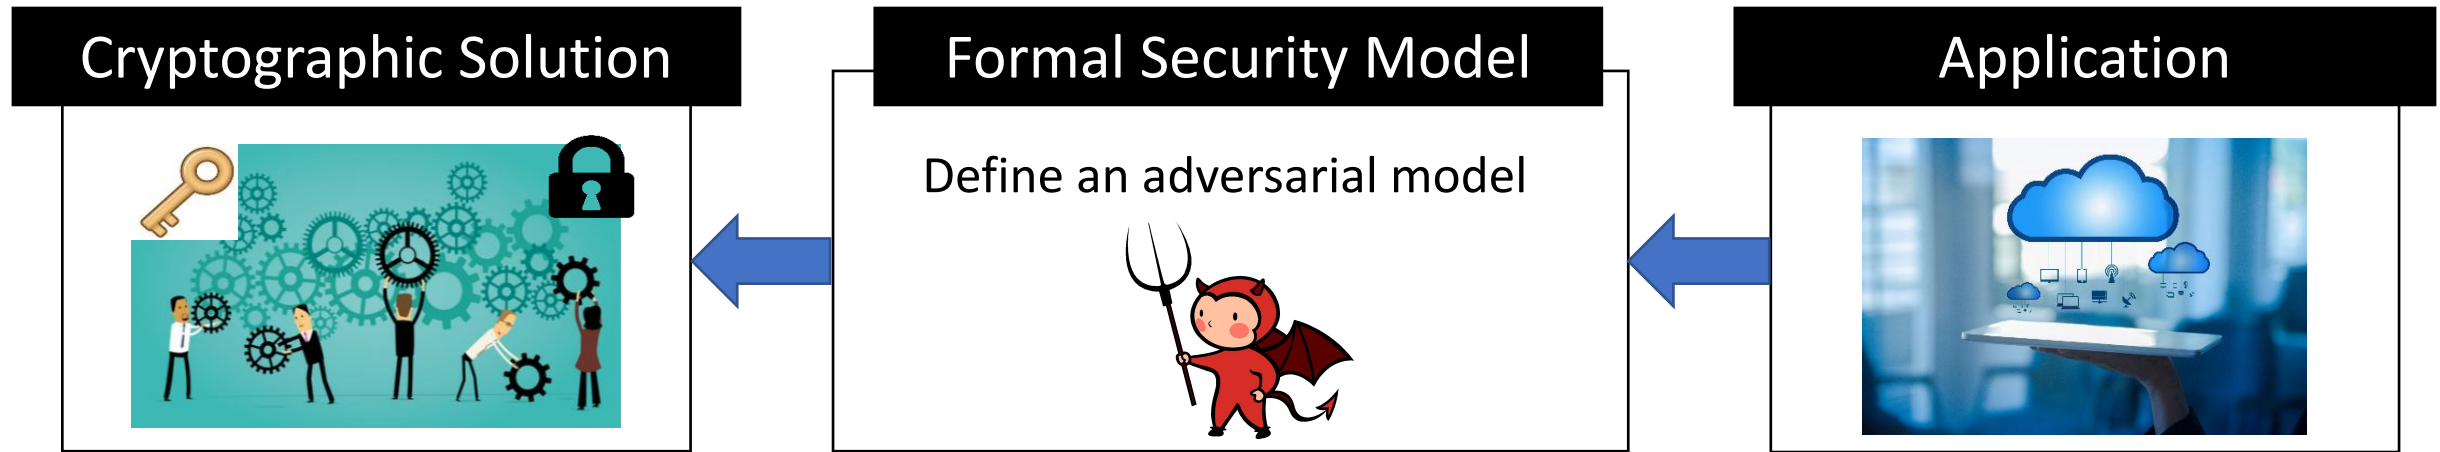 Cryptographic Solution
Formal Security Model
Application
Define an adversarial model